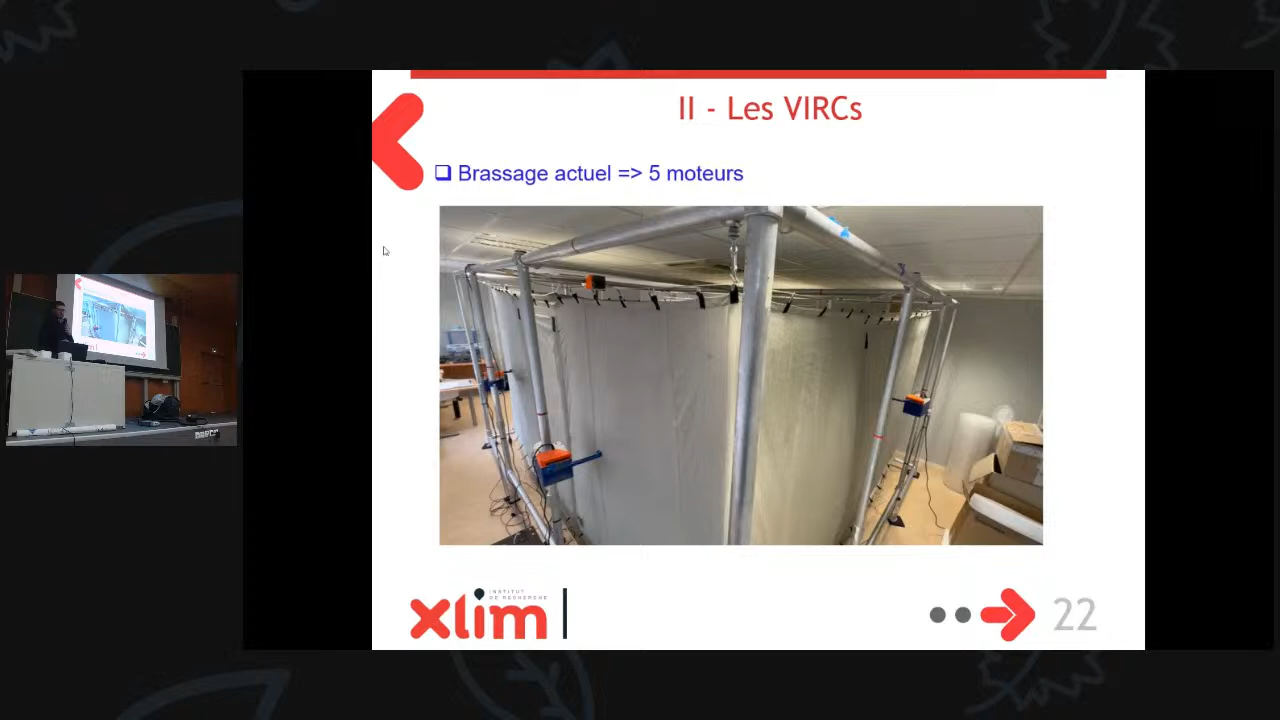 II - Les VIRCs
Brassage actuel => 5 moteurs
INSTITUT
DE RECHERCHE
xlim
22